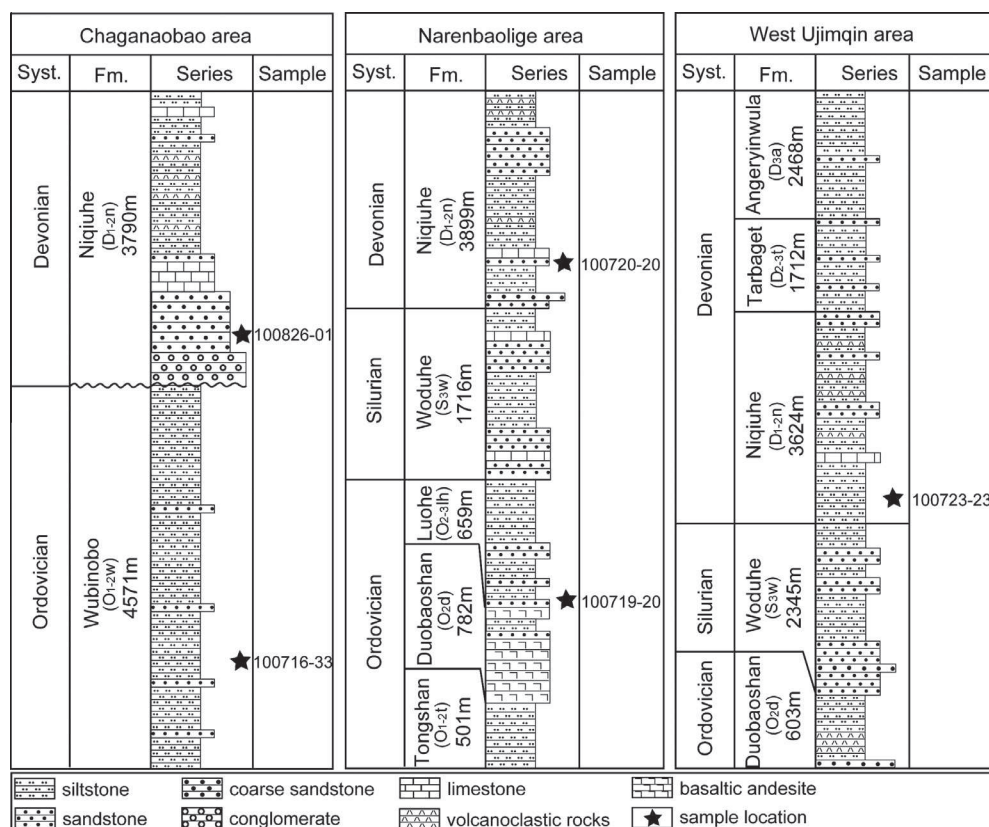 Chaganaobao area
Syst.
Fm.
Series
Sample
Devonian
Niqiuhe
(D1-2n)
3790m
100826-01
Ordovician
Wubinobo
(O1-2w)
4571m
100716-33
Narenbaolige area
Syst.
Fm.
Series
Sample
Devonian
Niqiuhe
(D1-2n)
3899m
100720-20
Silurian
Woduhe
(S3w)
1716m
Ordovician
Luohe
(O2-3lh)
659m
Duobaoshan
(O2d)
782m
100719-20
Tongshan
(O1-2t)
501m
West Ujimqin area
Syst.
Fm.
Series
Sample
Devonian
Angeryinwula
(D3a)
2468m
Tarbaget
(D2-3t)
1712m
Niqiuhe
(D1-2n)
3624m
100723-23
Silurian
Woduhe
(S3w)
2345m
Ordovician
Duobaoshan
(O2d)
603m
siltstone
coarse sandstone
limestone
basaltic andesite
sandstone
conglomerate
volcanoclastic rocks
sample location